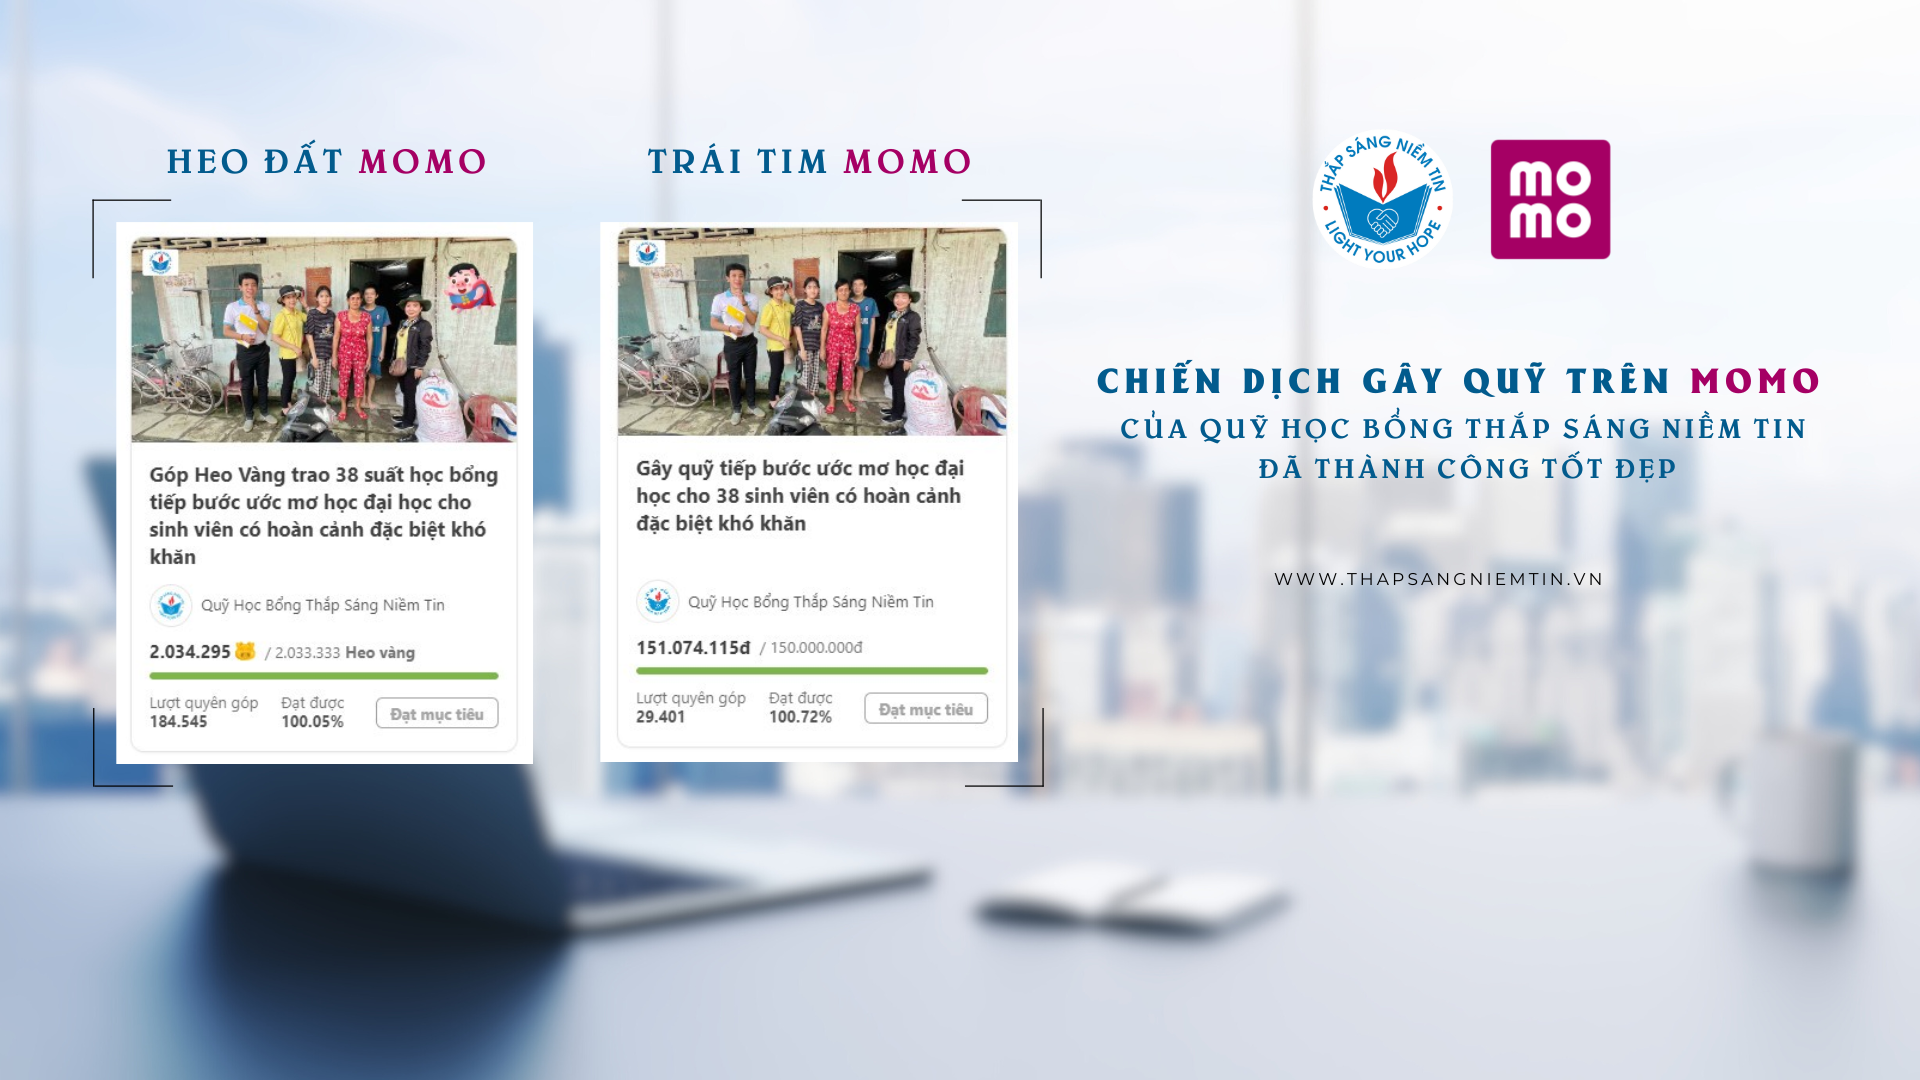 HEO ĐẤT MOMO
Góp Heo Vàng trao 38 suất học bổng
tiếp bước ước mơ học đại học cho
sinh viên có hoàn cảnh đặc biệt khó
khăn
Quỹ Học Bổng Thắp Sáng Niềm Tin
2.034.295 / 2.033.333 Heo vàng
Lượt quyên góp Đạt được
184.545 100.05% Đạt mục tiêu
TRÁI TIM MOMO
Gây quỹ tiếp bước ước mơ học đại
học cho 38 sinh viên có hoàn cảnh
đặc biệt khó khăn
Quỹ Học Bổng Thắp Sáng Niềm Tin
151.074.115đ / 150.000.000đ
Lượt quyên góp Đạt được
29.401 100.72% Đạt mục tiêu
THẮP SÁNG NIỀM TIN
LIGHT YOUR HOPE
mo
mo
CHIẾN DỊCH GÂY QUỸ TRÊN MOMO
CỦA QUỸ HỌC BỔNG THẮP SÁNG NIỀM TIN
ĐÃ THÀNH CÔNG TỐT ĐẸP
WWW.THAPSANGNIEMTIN.VN